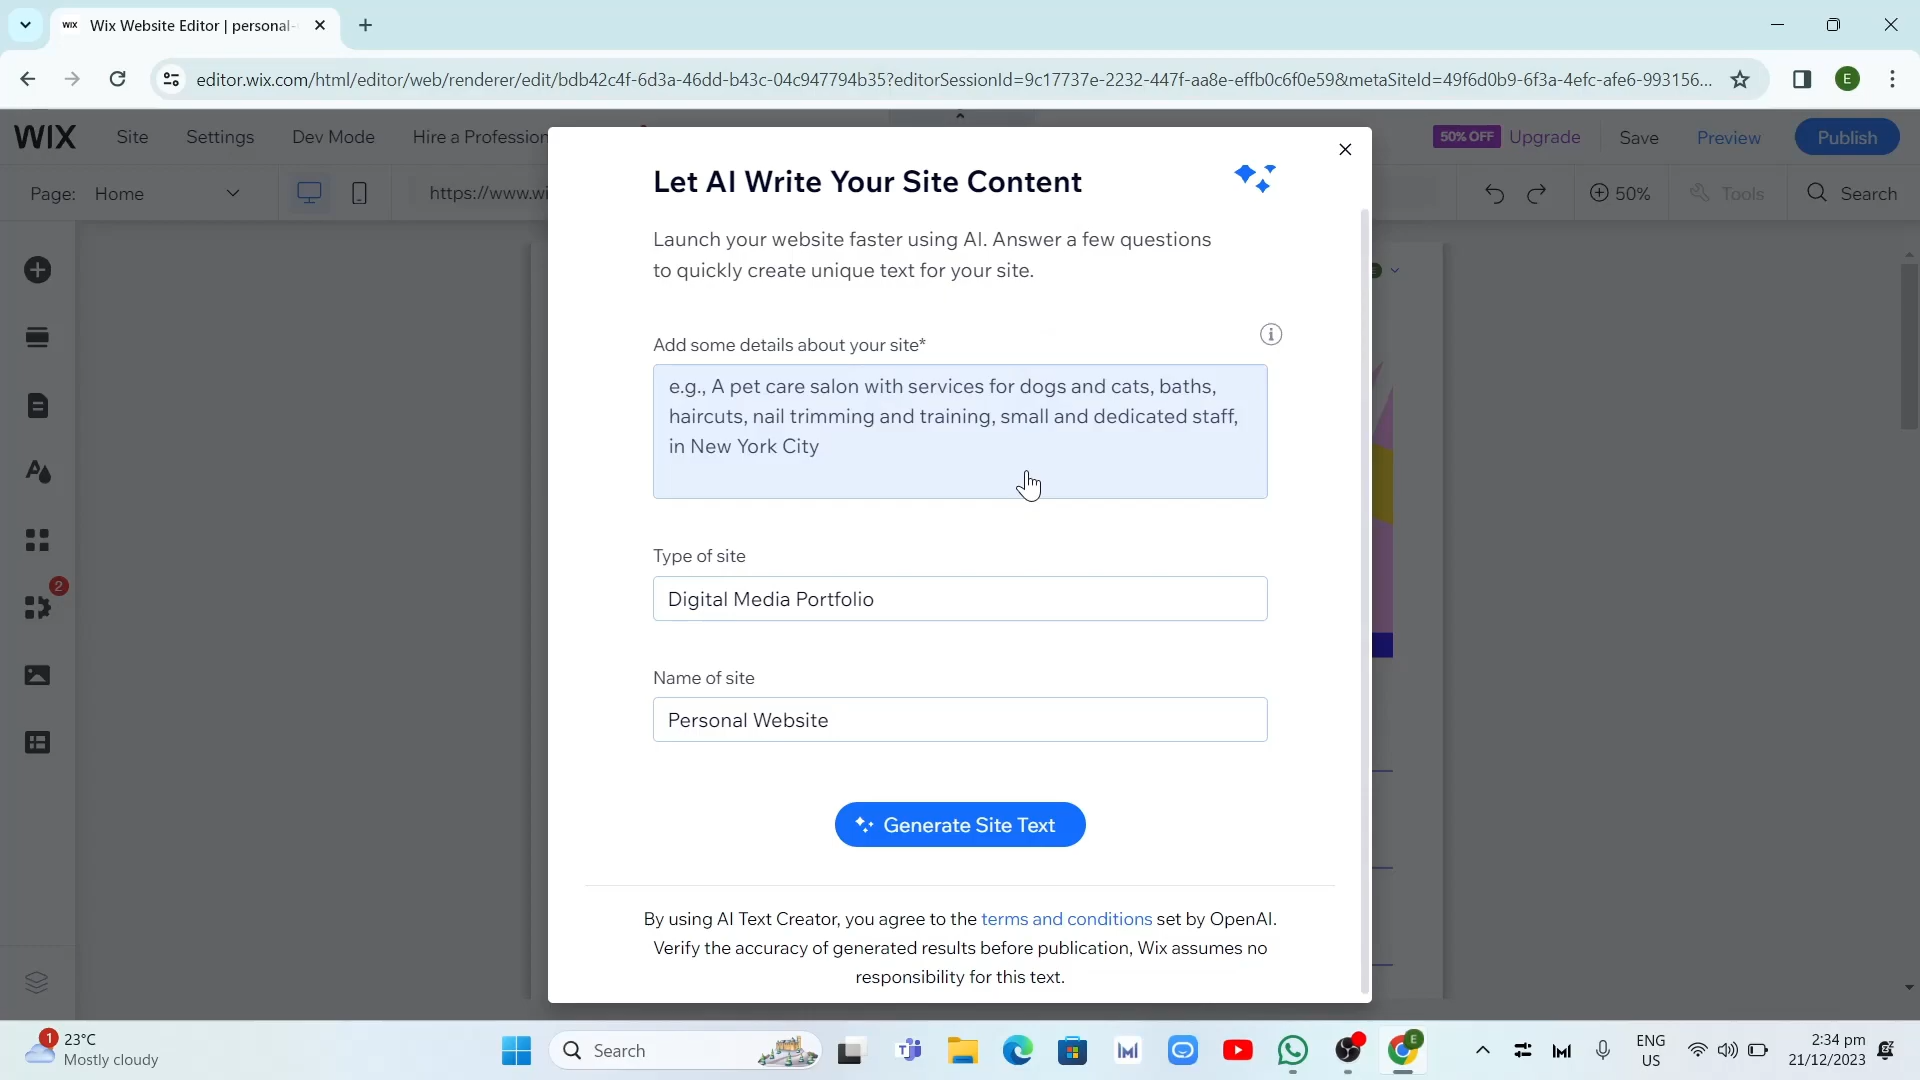 WIX Wix Website Editor | personal-
editor.wix.com/html/editor/web/renderer/edit/bdb42c4f-6d3a-46dd-b43c-04c947794b35?editorSessionId=9c17737e-2232-447f-aa8e-effb0c6f0e59&metaSiteId=49f6d0b9-6f3a-4efc-afe6-993156... E
WIX Site Settings Dev Mode Hire a Profession 50% OFF Upgrade Save Preview Publish
Page: Home https://www.wi 50% Tools Search
Let AI Write Your Site Content
Launch your website faster using AI. Answer a few questions
to quickly create unique text for your site.
Add some details about your site*
e.g., A pet care salon with services for dogs and cats, baths,
haircuts, nail trimming and training, small and dedicated staff,
in New York City
Type of site
2
Digital Media Portfolio
Name of site
Personal Website
Generate Site Text
By using AI Text Creator, you agree to the terms and conditions set by OpenAI.
Verify the accuracy of generated results before publication, Wix assumes no
responsibility for this text.
1 23°C
Mostly cloudy
Search
E
ENG
US
2:34 pm
21/12/2023